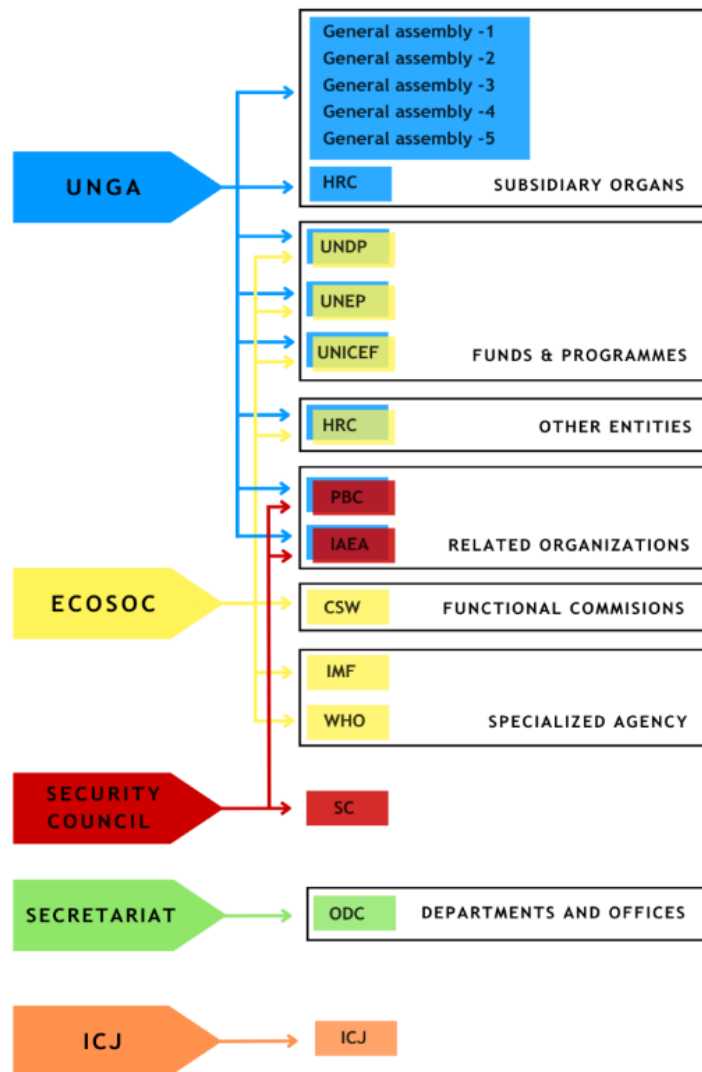 General assembly -1
General assembly -2
General assembly -3
General assembly -4
General assembly -5
UNGA
HRC
SUBSIDIARY ORGANS
UNDP
UNEP
UNICEF
FUNDS & PROGRAMMES
HRC
OTHER ENTITIES
PBC
IAEA
RELATED ORGANIZATIONS
ECOSOC
CSW
FUNCTIONAL COMMISIONS
IMF
WHO
SPECIALIZED AGENCY
SECURITY
COUNCIL
SC
SECRETARIAT
ODC
DEPARTMENTS AND OFFICES
ICJ
ICJ